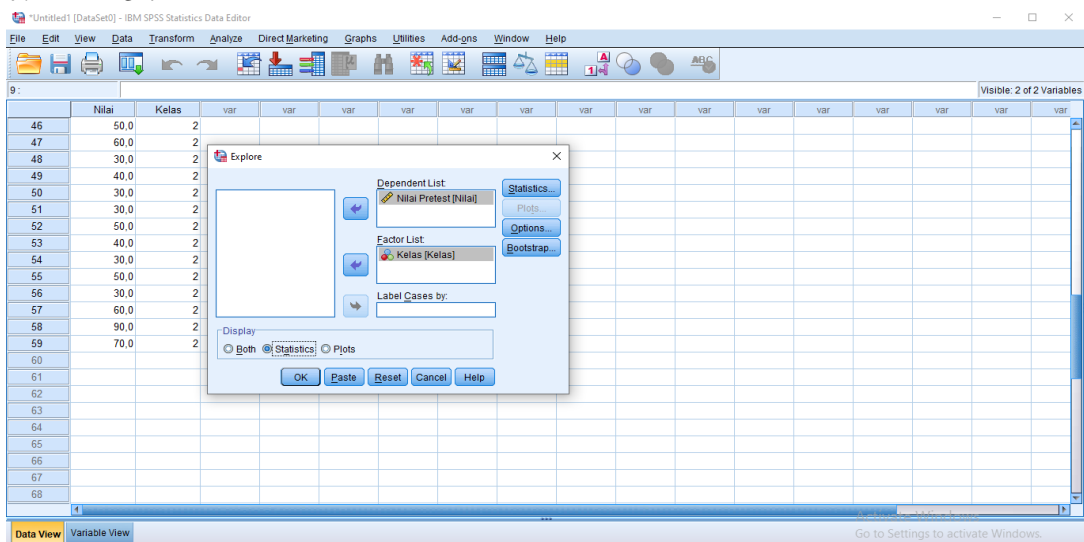 *Untitled1 [DataSet0] - IBM SPSS Statistics Data Editor
File Edit View Data Transform Analyze Direct Marketing Graphs Utilities Add-ons Window Help
9 :
Visible: 2 of 2 Variables
Nilai Kelas var var var var var var var var var var var var var var var
46 50,0 2
47 60,0 2
48 30,0 2
49 40,0 2
50 30,0 2
51 30,0 2
52 50,0 2
53 40,0 2
54 30,0 2
55 50,0 2
56 30,0 2
57 60,0 2
58 90,0 2
59 70,0 2
60
61
62
63
64
65
66
67
68
Explore
Dependent List:
Nilai Pretest [Nilai]
Factor List:
Kelas [Kelas]
Label Cases by:
Statistics...
Plots...
Options...
Bootstrap...
Display
Both Statistics Plots
OK Paste Reset Cancel Help
Data View Variable View
Go to Settings to activate Windows.